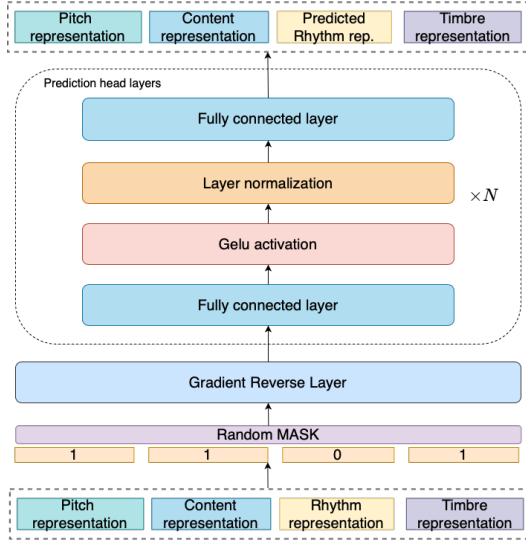 Pitch representation
Content representation
Predicted Rhythm rep.
Timbre representation
Prediction head layers
Fully connected layer
Layer normalization
×N
Gelu activation
Fully connected layer
Gradient Reverse Layer
Random MASK
1 1 0 1
Pitch representation
Content representation
Rhythm representation
Timbre representation